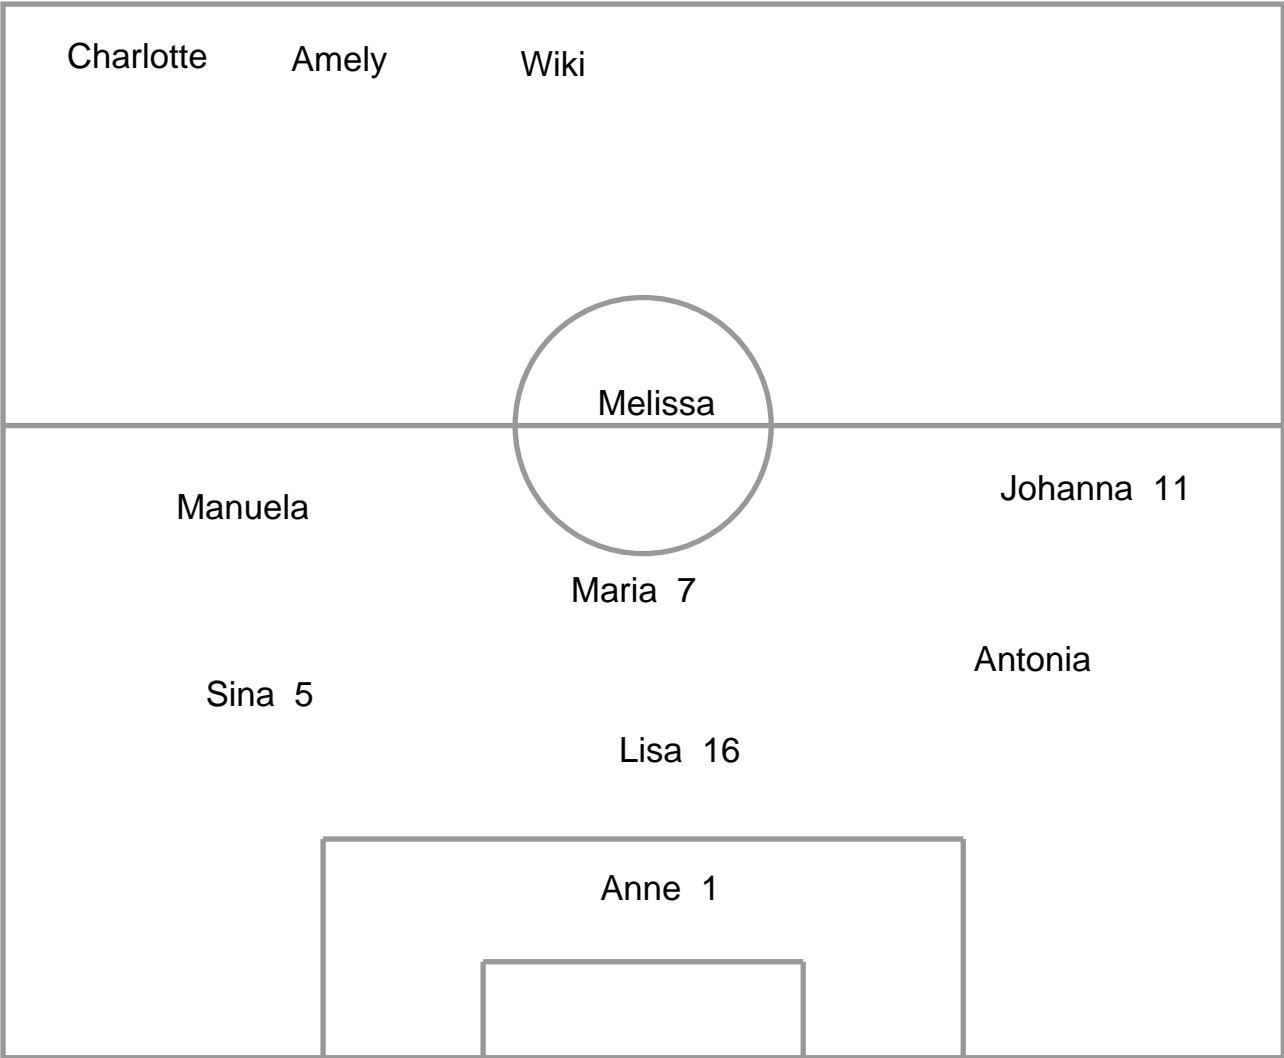 Charlotte Amely Wiki
Melissa
Johanna 11
Manuela
Maria 7
Antonia
Sina 5
Lisa 16
Anne 1